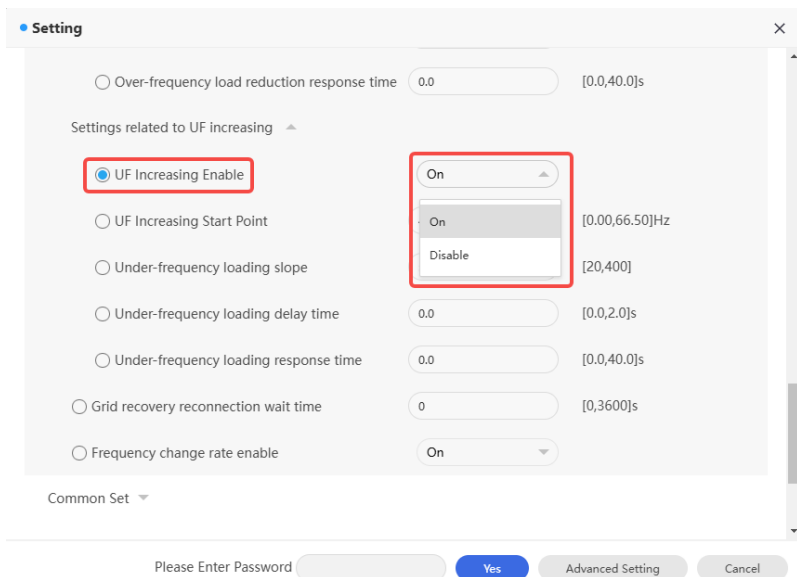 Setting
Over-frequency load reduction response time 0.0 [0.0,40.0]s
Settings related to UF increasing
UF Increasing Enable On
UF Increasing Start Point [0.00,66.50]Hz
On
Under-frequency loading slope [20,400]
Disable
Under-frequency loading delay time 0.0 [0.0,2.0]s
Under-frequency loading response time 0.0 [0.0,40.0]s
Grid recovery reconnection wait time 0 [0,3600]s
Frequency change rate enable On
Common Set
Please Enter Password Yes Advanced Setting Cancel